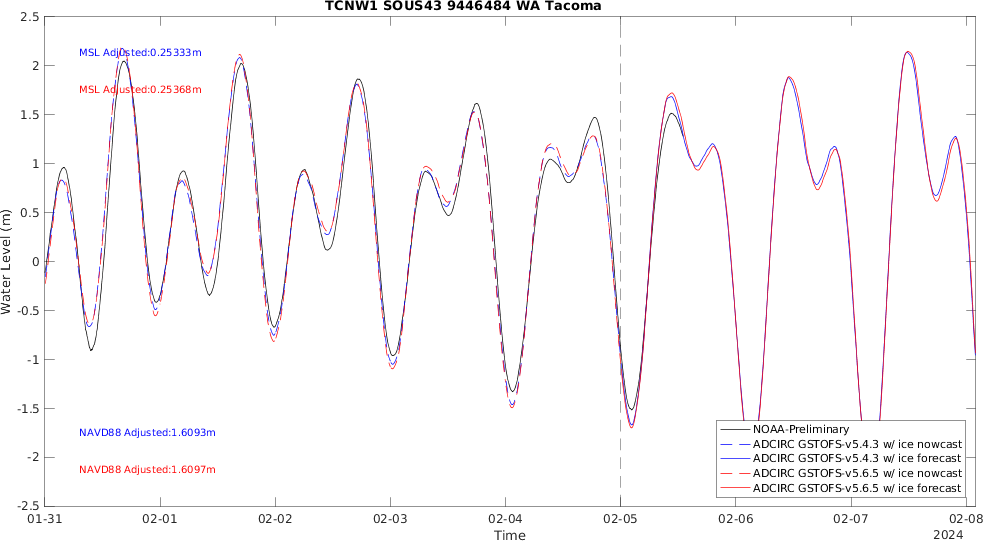 TCNW1 SOUS43 9446484 WA Tacoma
2.5
2
1.5
1
0.5
0
-0.5
-1
-1.5
-2
-2.5
Water Level (m)
MSL Adjusted:0.25333m
MSL Adjusted:0.25368m
NAVD88 Adjusted:1.6093m
NAVD88 Adjusted:1.6097m
NOAA-Preliminary
ADCIRC GSTOFS-v5.4.3 w/ ice nowcast
ADCIRC GSTOFS-v5.4.3 w/ ice forecast
ADCIRC GSTOFS-v5.6.5 w/ ice nowcast
ADCIRC GSTOFS-v5.6.5 w/ ice forecast
01-31 02-01 02-02 02-03 02-04 02-05 02-06 02-07 02-08
2024
Time